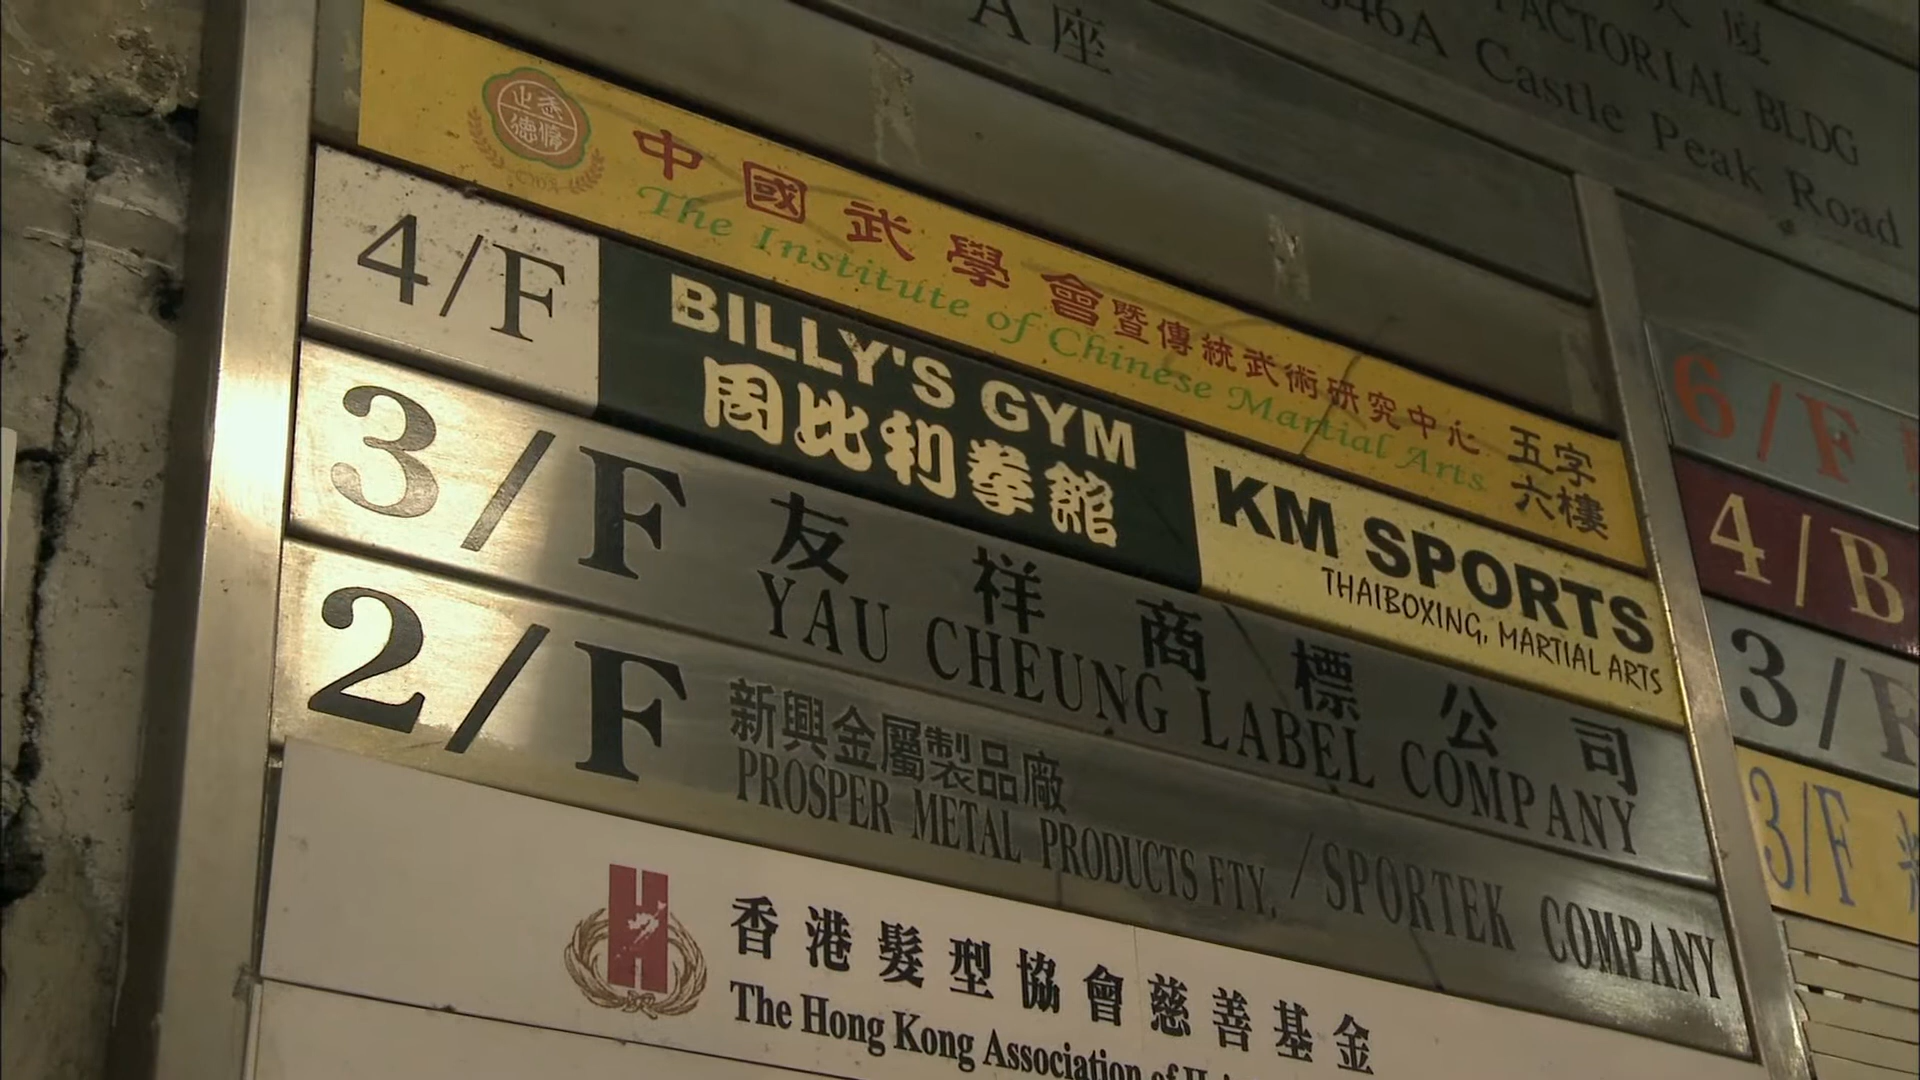 A座
FACTORIAL BLDG
Castle Peak Road
中國武學會暨傳統武術研究中心
The Institute of Chinese Martial Arts
五字
六樓
4/F
BILLY'S GYM
周比利拳館
KM SPORTS
THAIBOXING, MARTIAL ARTS
3/F
友祥商標公司
YAU CHEUNG LABEL COMPANY
2/F
新興金屬製品廠
PROSPER METAL PRODUCTS FTY. / SPORTEK COMPANY
香港髮型協會慈善基金
The Hong Kong Association of
6/F
4/B
3/F
3/F